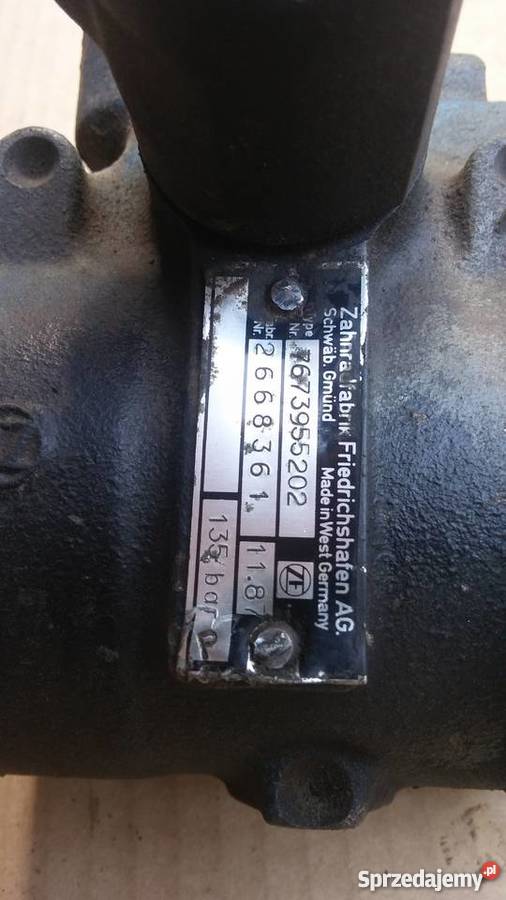 Zahnradfabrik Friedrichshafen AG.
Schwäb. Gmünd Made in West Germany
Type Nr. 7673955202 ZF
Fabr. Nr. 2668361. 11.87
135 bar
Sprzedajemy.pl